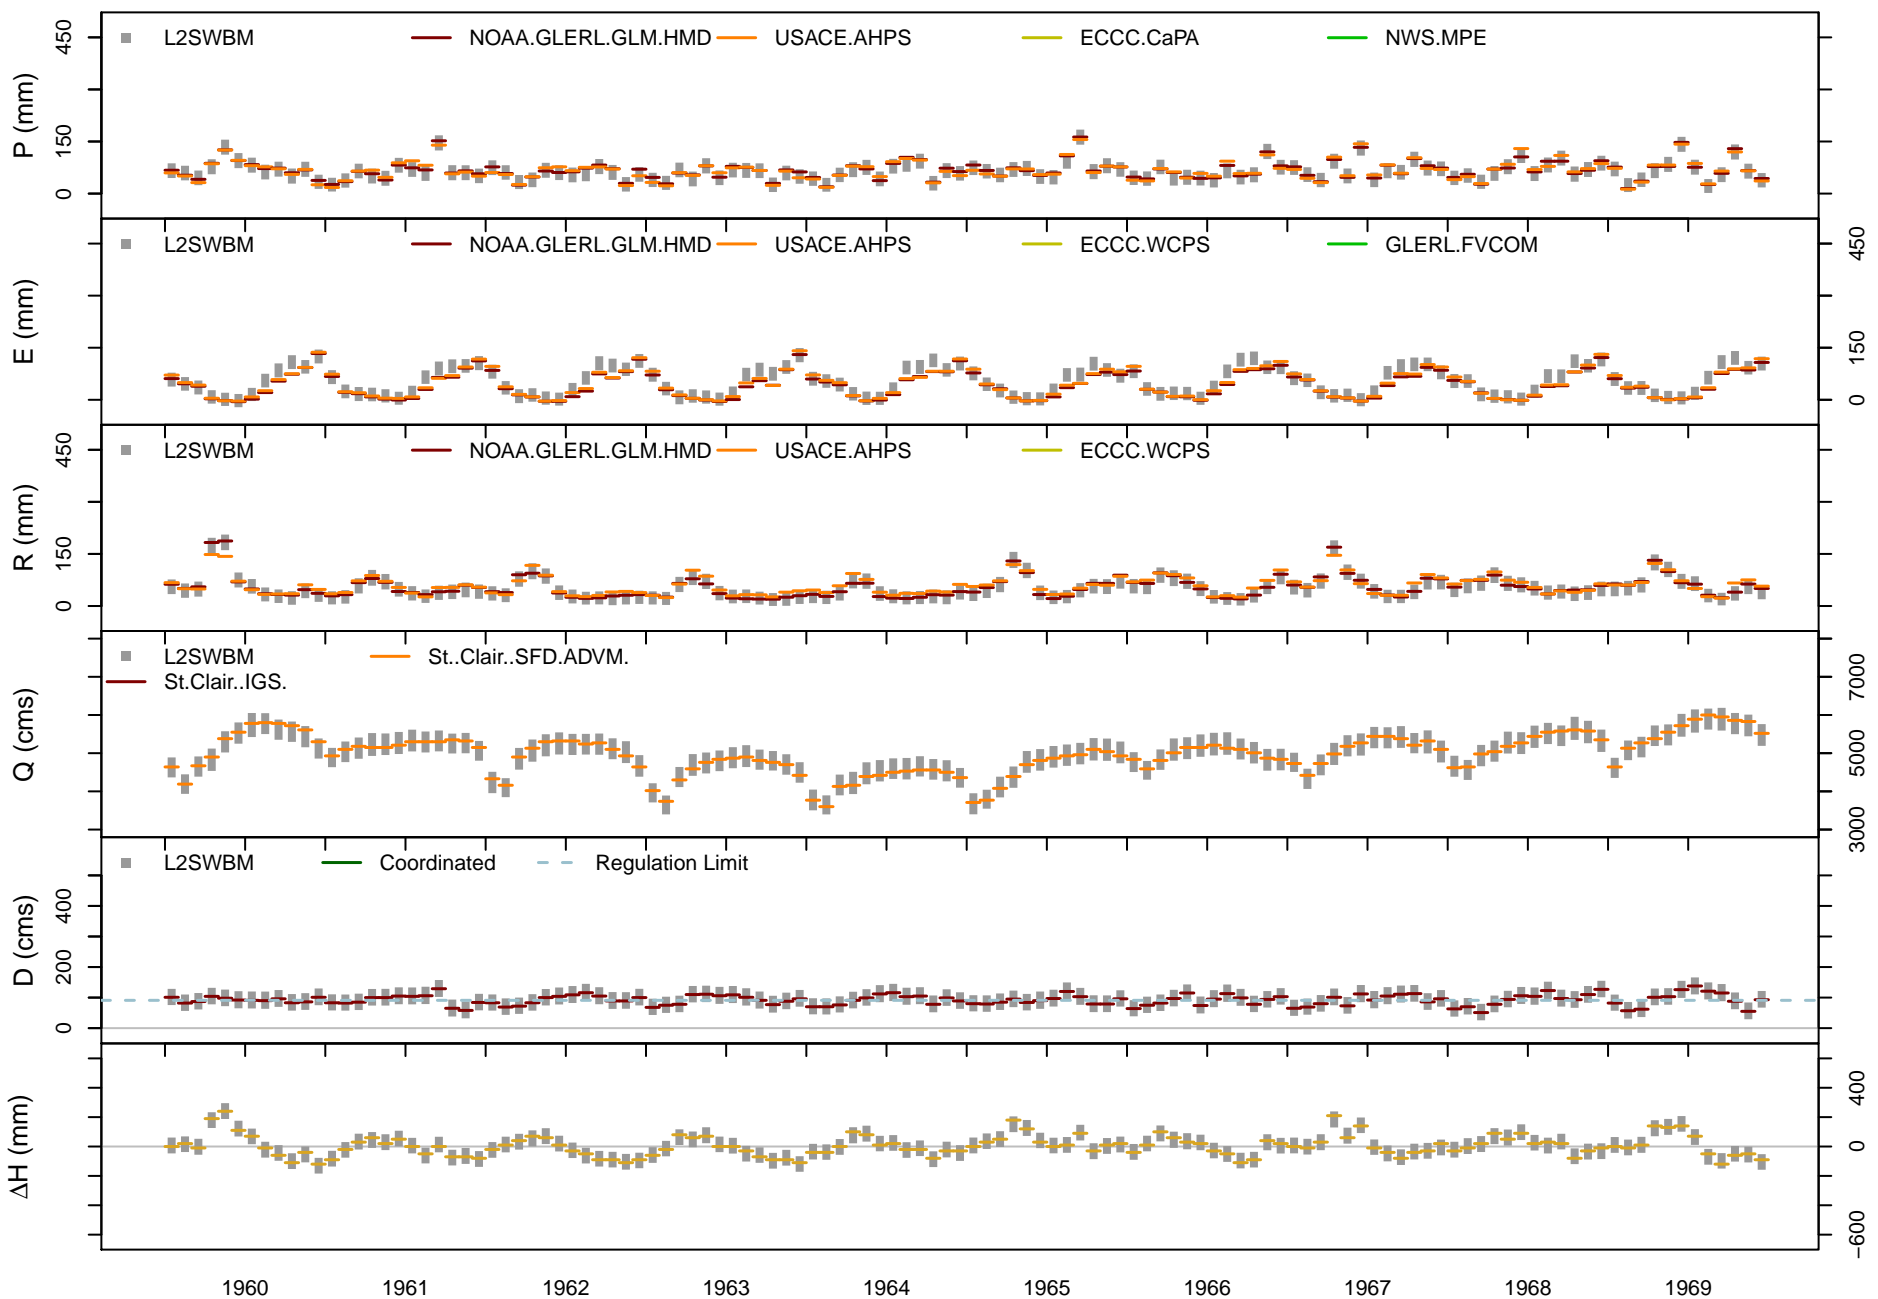 P (mm)
450
150
0
L2SWBM
NOAA.GLERL.GLM.HMD
USACE.AHPS
ECCC.CaPA
NWS.MPE
E (mm)
L2SWBM
NOAA.GLERL.GLM.HMD
USACE.AHPS
ECCC.WCPS
GLERL.FVCOM
450
150
0
R (mm)
450
150
0
L2SWBM
NOAA.GLERL.GLM.HMD
USACE.AHPS
ECCC.WCPS
Q (cms)
L2SWBM
St..Clair..SFD.ADVM.
St.Clair..IGS.
7000
5000
3000
D (cms)
400
200
0
L2SWBM
Coordinated
Regulation Limit
ΔH (mm)
400
0
−600
1960
1961
1962
1963
1964
1965
1966
1967
1968
1969